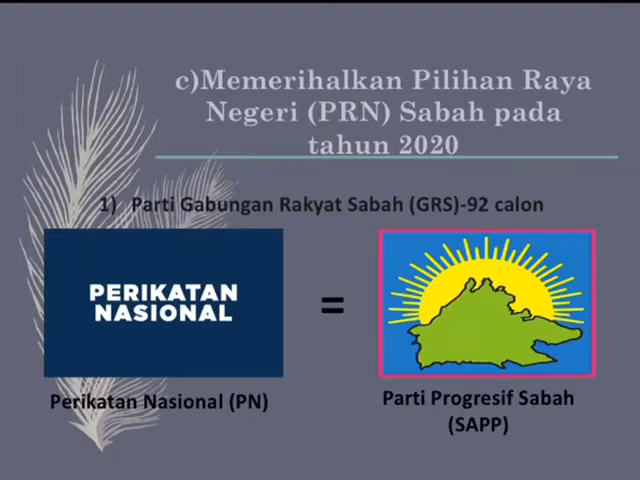 c)Memerihalkan Pilihan Raya
Negeri (PRN) Sabah pada
tahun 2020
1) Parti Gabungan Rakyat Sabah (GRS)-92 calon
PERIKATAN
NASIONAL
=
Perikatan Nasional (PN)
Parti Progresif Sabah
(SAPP)